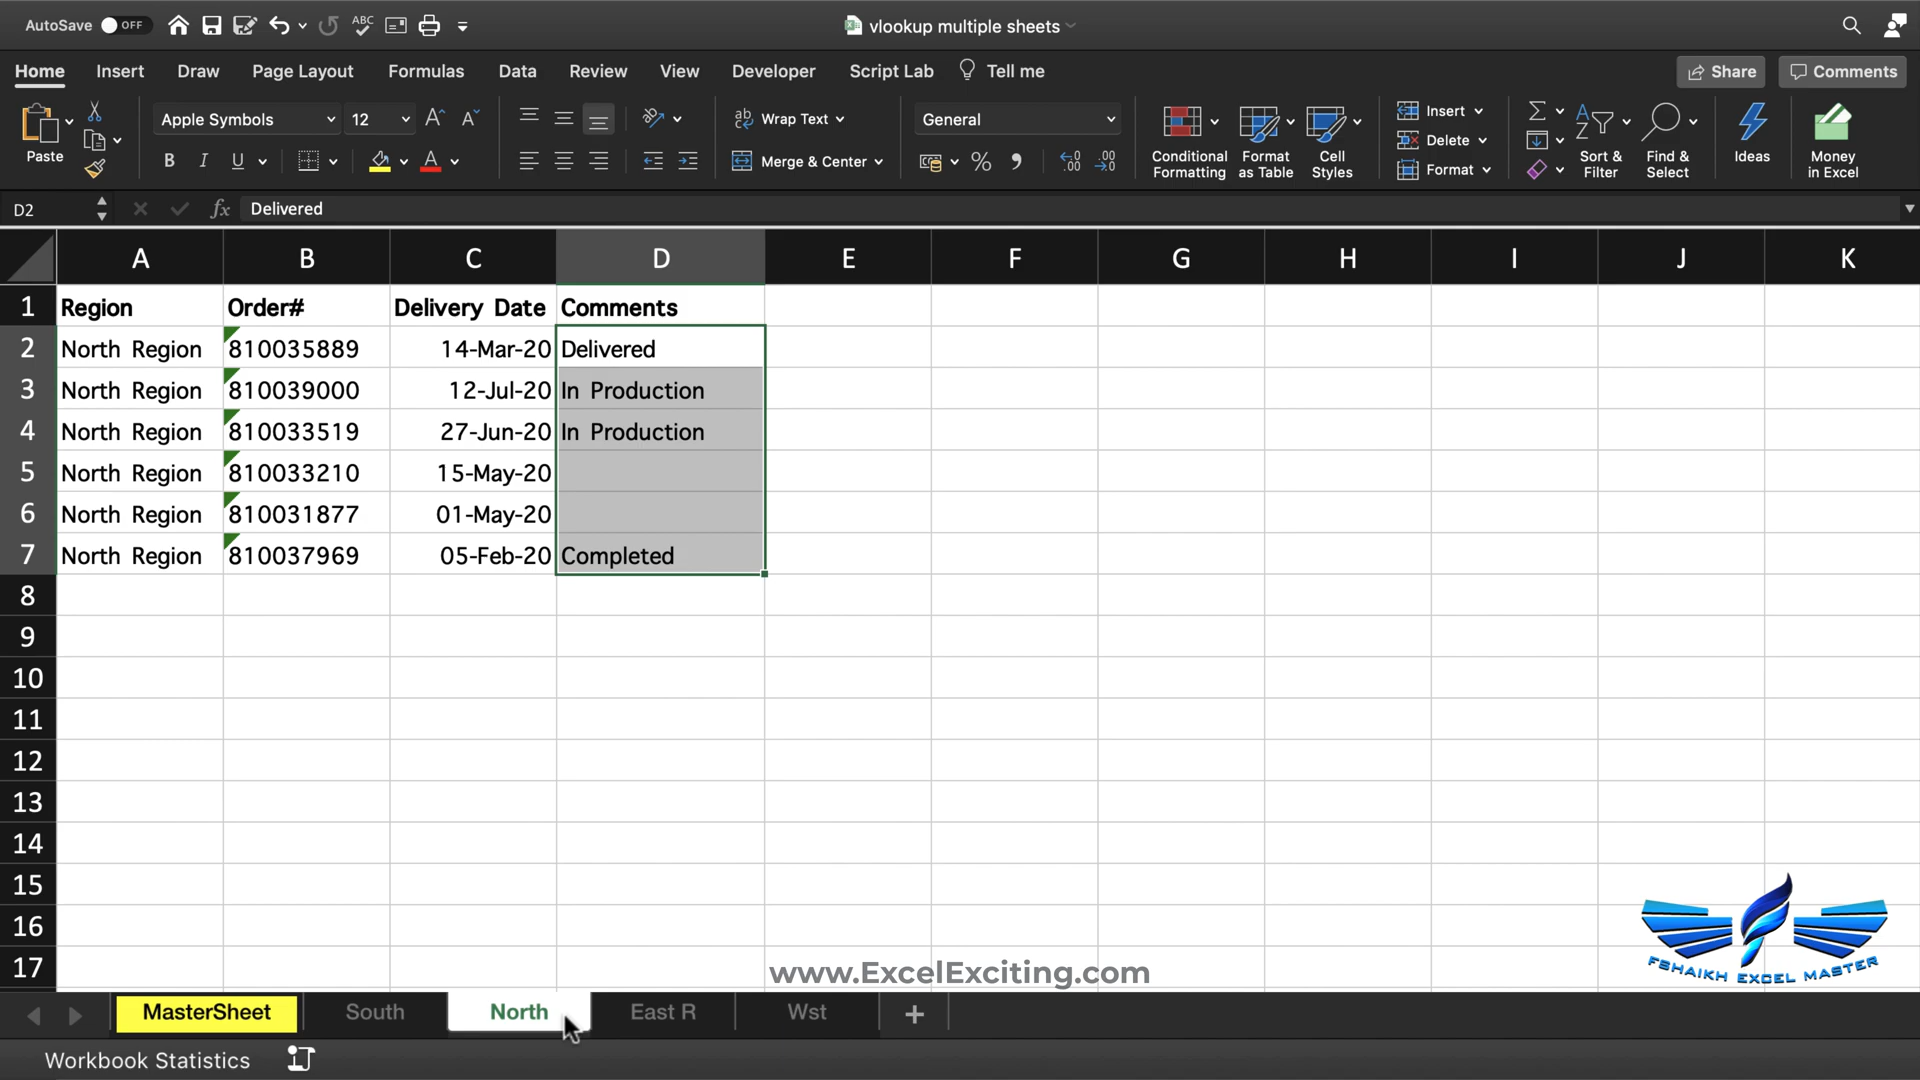 AutoSave OFF ABC vlookup multiple sheets
Home Insert Draw Page Layout Formulas Data Review View Developer Script Lab Tell me Share Comments
Paste Apple Symbols 12 A A Wrap Text General Conditional Formatting Format as Table Cell Styles Insert Sort & Filter Find & Select Ideas Money in Excel
B I U A Merge & Center % Delete
Format
D2 fx Delivered
A B C D E F G H I J K
1 Region Order# Delivery Date Comments
2 North Region 810035889 14-Mar-20 Delivered
3 North Region 810039000 12-Jul-20 In Production
4 North Region 810033519 27-Jun-20 In Production
5 North Region 810033210 15-May-20
6 North Region 810031877 01-May-20
7 North Region 810037969 05-Feb-20 Completed
8
9
10
11
12
13
14
15
16
17
FSHAIKH EXCEL MASTER
www.ExcelExciting.com
MasterSheet South North East R Wst +
Workbook Statistics